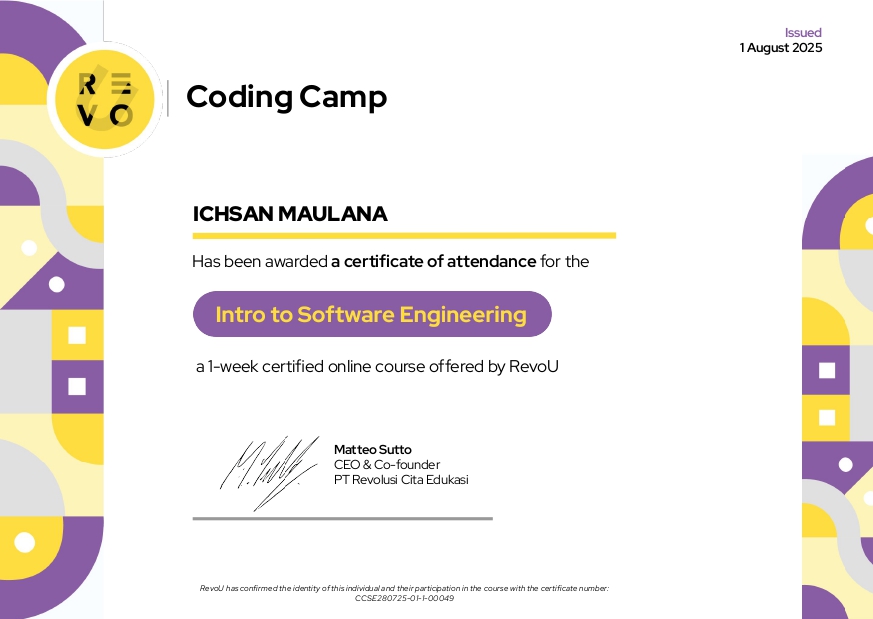 Issued
1 August 2025
RE
VO
Coding Camp
ICHSAN MAULANA
Has been awarded a certificate of attendance for the
Intro to Software Engineering
a 1-week certified online course offered by RevoU
Matteo Sutto
CEO & Co-founder
PT Revolusi Cita Edukasi
RevoU has confirmed the identity of this individual and their participation in the course with the certificate number:
CCSE280725-01-1-00049